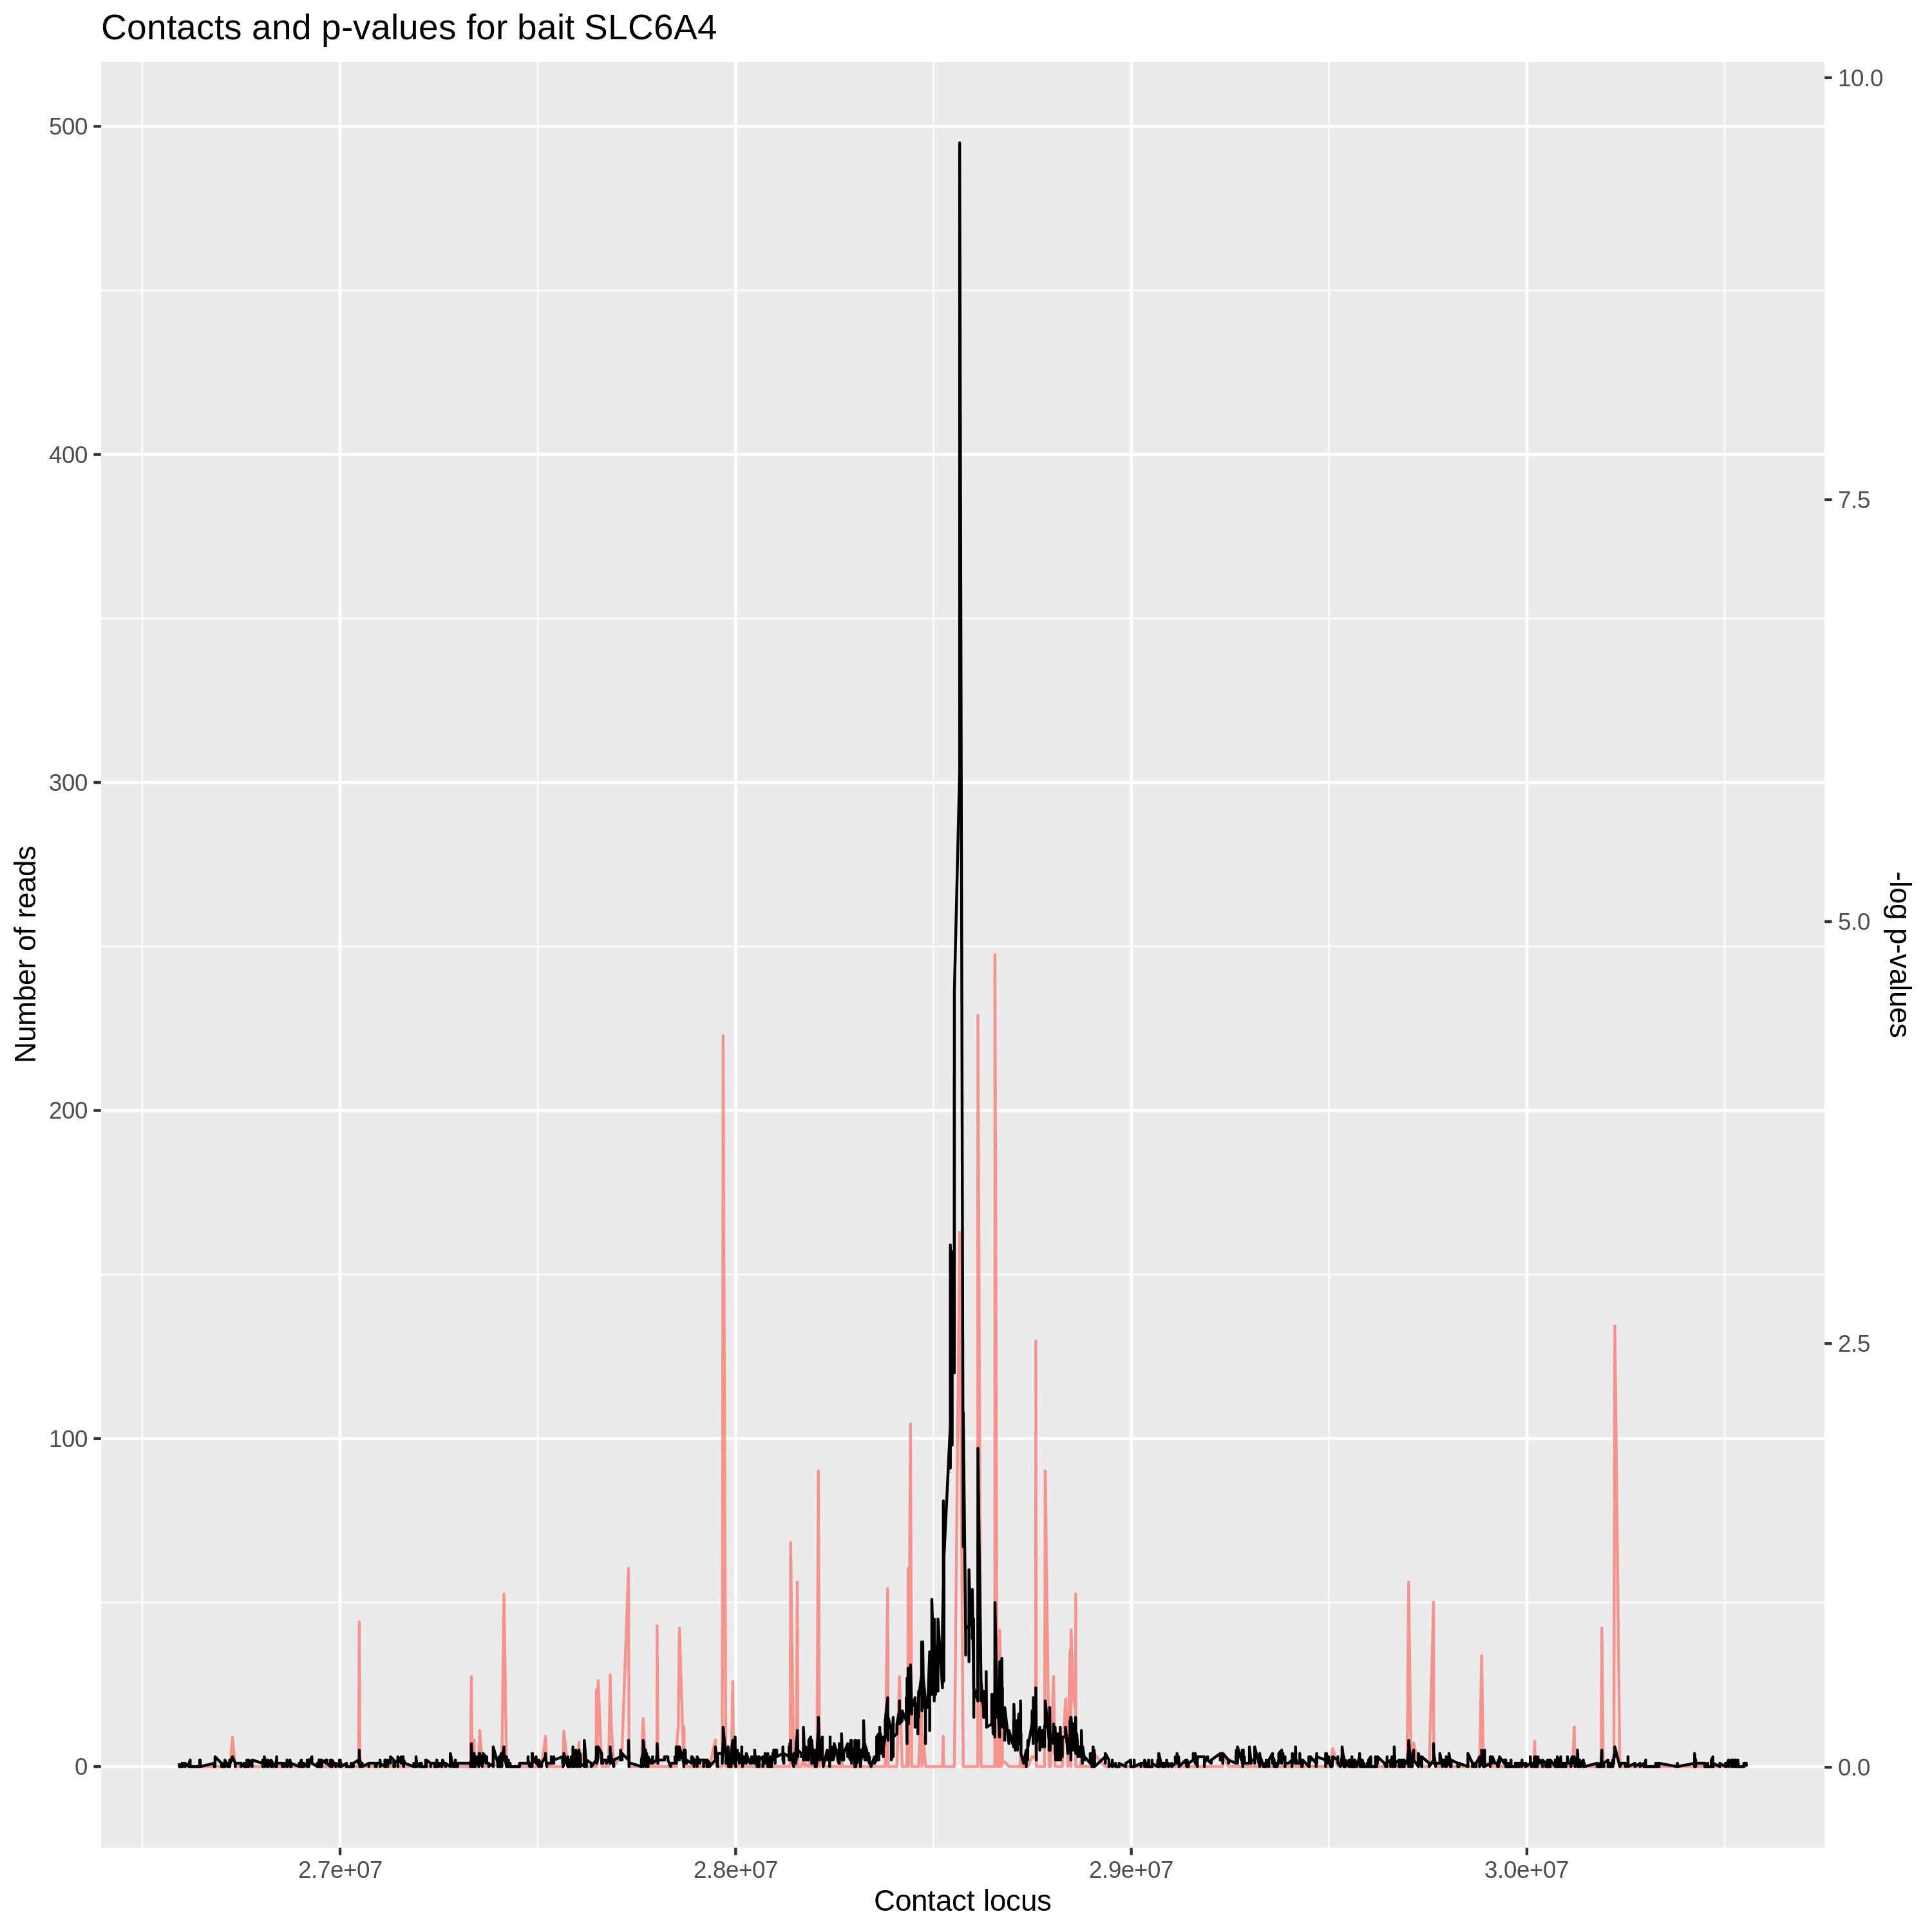 Contacts and p-values for bait SLC6A4
Number of reads
500
400
300
200
100
0
10.0
7.5
5.0
2.5
0.0
-log p-values
2.7e+07
2.8e+07
2.9e+07
3.0e+07
Contact locus